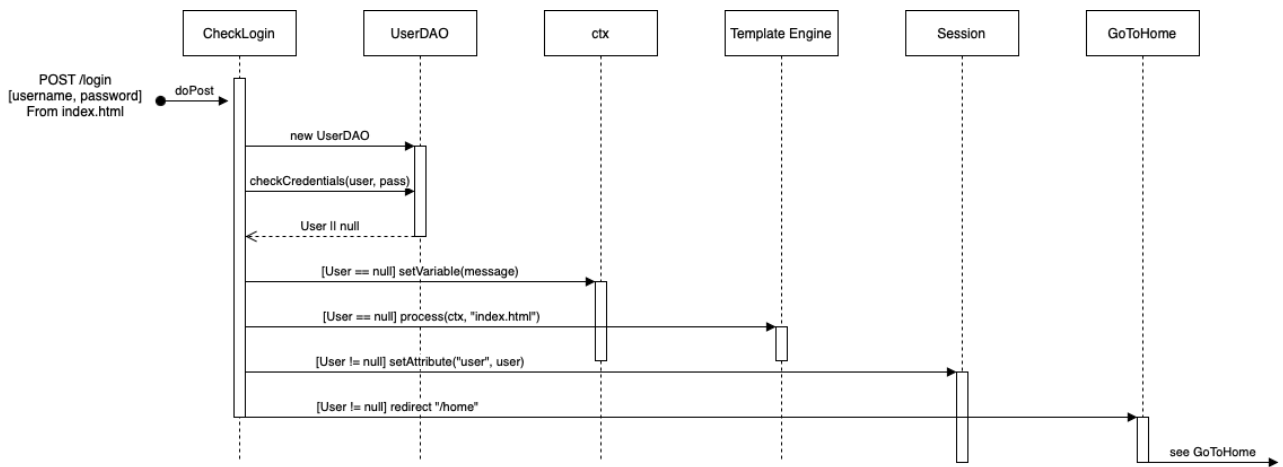 CheckLogin
UserDAO
ctx
Template Engine
Session
GoToHome
POST /login
[username, password]
From index.html
doPost
new UserDAO
checkCredentials(user, pass)
User || null
[User == null] setVariable(message)
[User == null] process(ctx, "index.html")
[User != null] setAttribute("user", user)
[User != null] redirect "/home"
see GoToHome